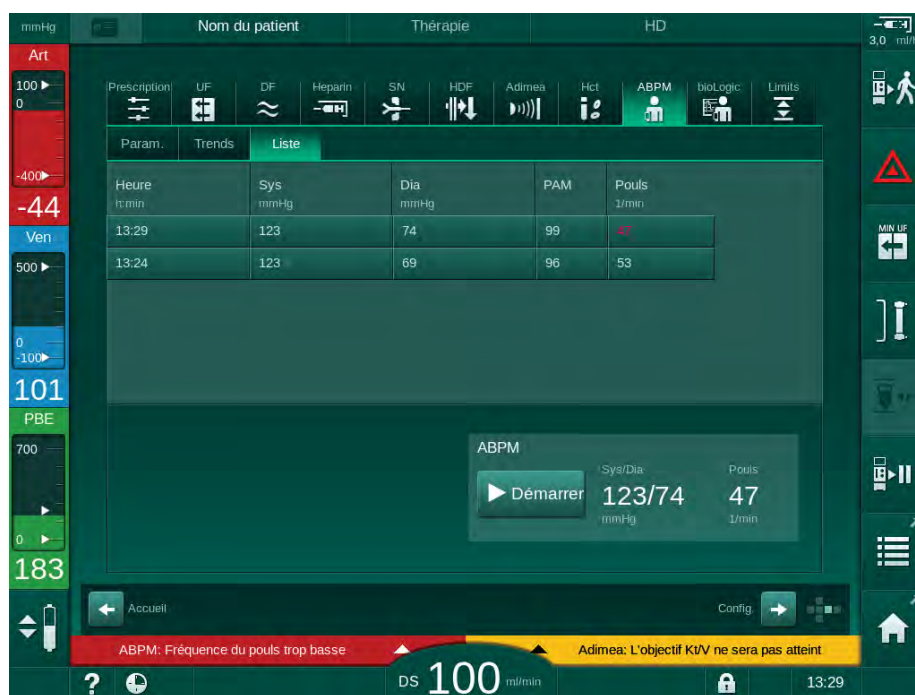 mmHg
Nom du patient
Thérapie
HD
3,0 ml/h
Art
100
0
-400
-44
Ven
500
0
-100
101
PBE
700
0
183
Prescription
UF
DF
Heparin
SN
HDF
Adimea
Hct
ABPM
bioLogic
Limits
Param.
Trends
Liste
Heure Sys Dia PAM Pouls
h:min mmHg mmHg 1/min
13:29 123 74 99 47
13:24 123 69 96 53
ABPM
Sys/Dia Pouls
Démarrer 123/74 47
mmHg 1/min
Accueil
Config.
ABPM: Fréquence du pouls trop basse
Adimea: L'objectif Kt/V ne sera pas atteint
? DS 100 ml/min 13:29
MIN UF